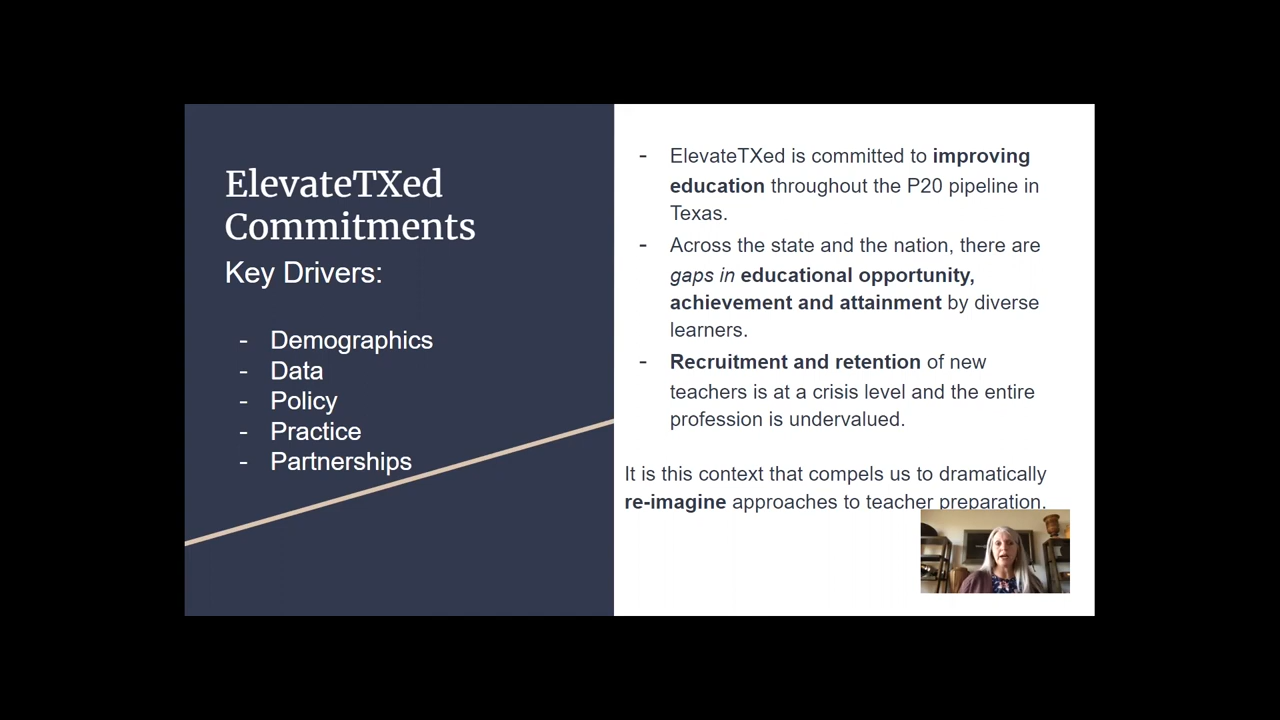 ElevateTXed
Commitments
Key Drivers:
- Demographics
- Data
- Policy
- Practice
- Partnerships
- ElevateTXed is committed to improving
education throughout the P20 pipeline in
Texas.
- Across the state and the nation, there are
gaps in educational opportunity,
achievement and attainment by diverse
learners.
- Recruitment and retention of new
teachers is at a crisis level and the entire
profession is undervalued.
It is this context that compels us to dramatically
re-imagine approaches to teacher preparation.